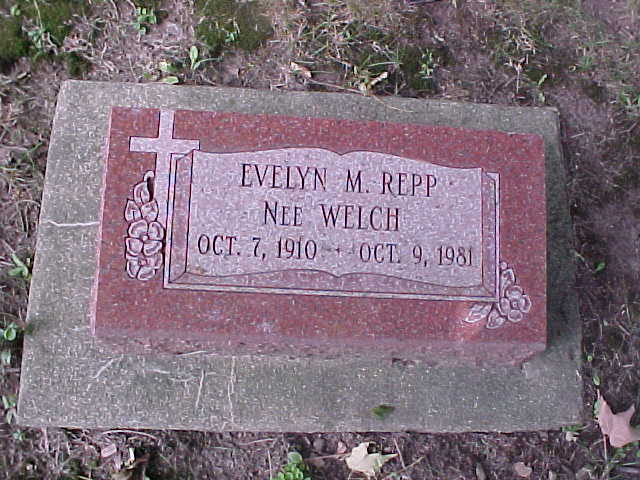 EVELYN M. REPP
NEE WELCH
OCT. 7, 1910 - OCT. 9, 1981